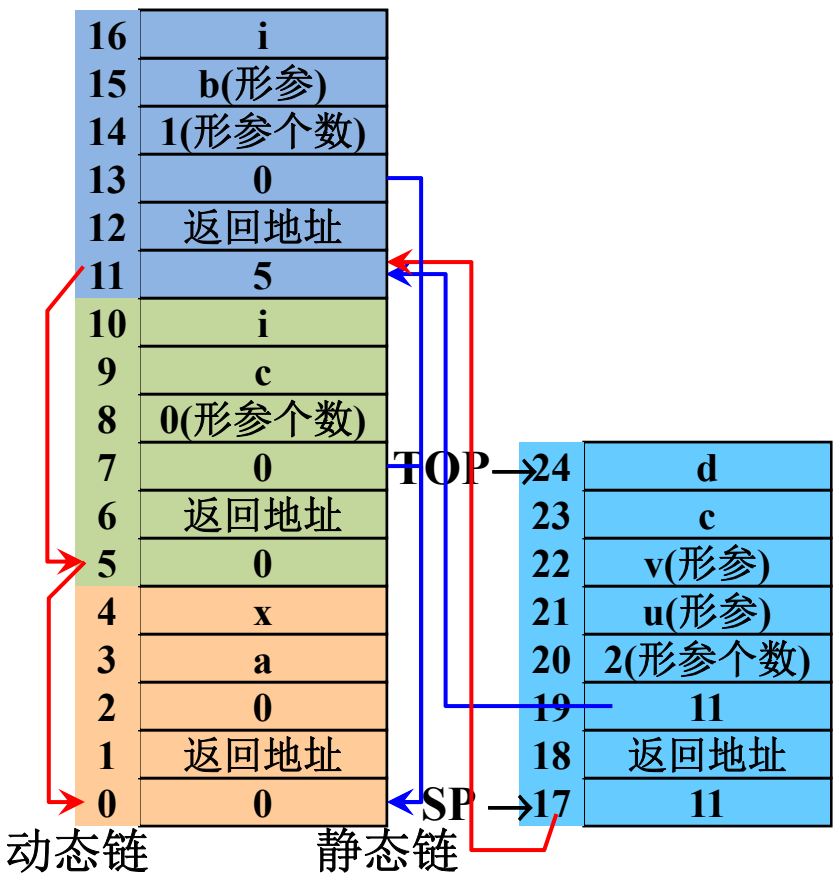 16 i
15 b(形参)
14 1(形参个数)
13 0
12 返回地址
11 5
10 i
9 c
8 0(形参个数)
7 0
6 返回地址
5 0
4 x
3 a
2 0
1 返回地址
0 0
动态链 静态链
TOP 24 d
23 c
22 v(形参)
21 u(形参)
20 2(形参个数)
19 11
18 返回地址
SP 17 11